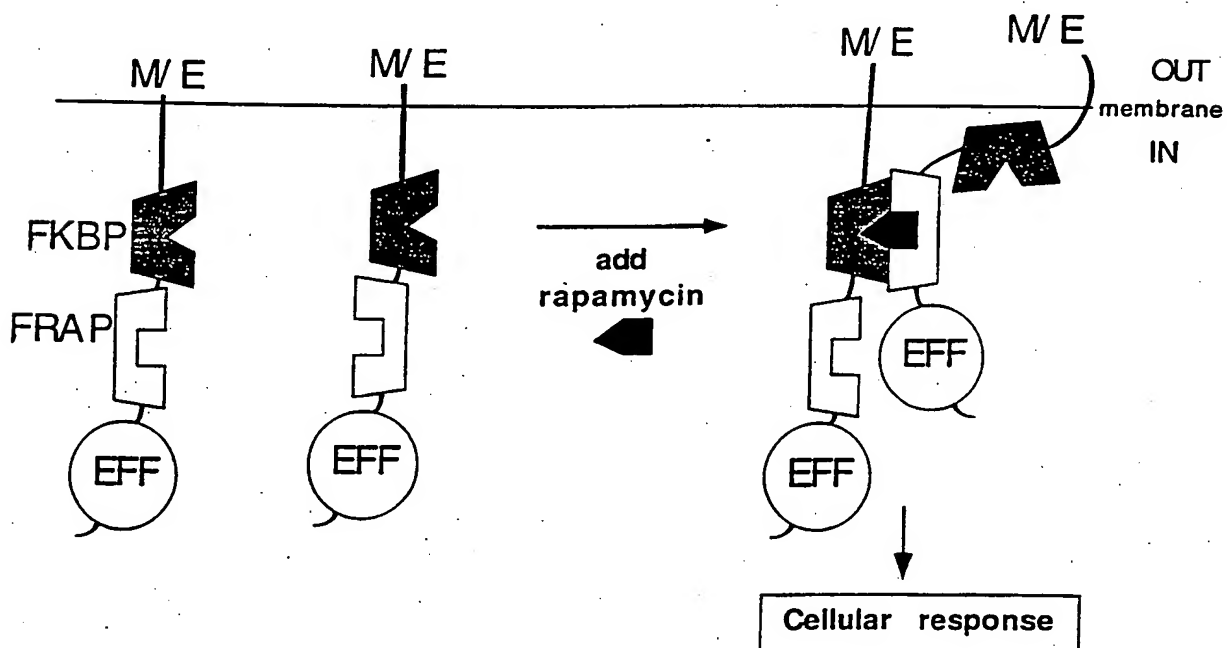 M/E
M/E
M/E
M/E
OUT
membrane
IN
FKBP
FRAP
EFF
EFF
add
rapamycin
EFF
EFF
Cellular response